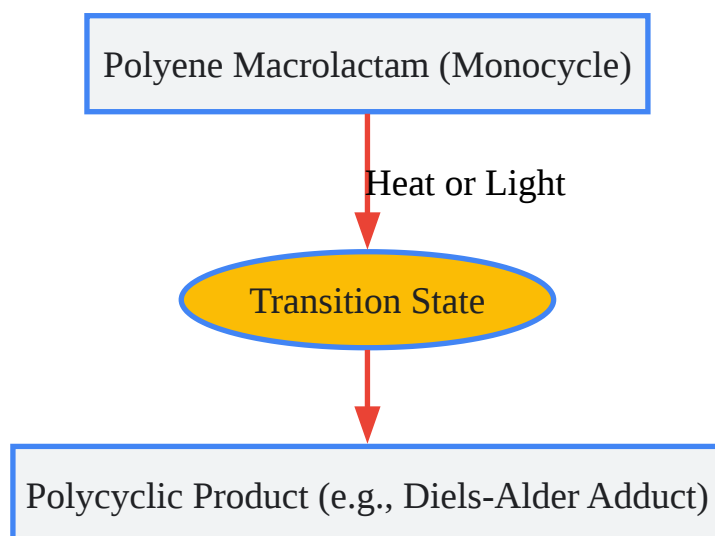 Polyene Macrolactam (Monocycle)
Heat or Light
Transition State
Polycyclic Product (e.g., Diels-Alder Adduct)